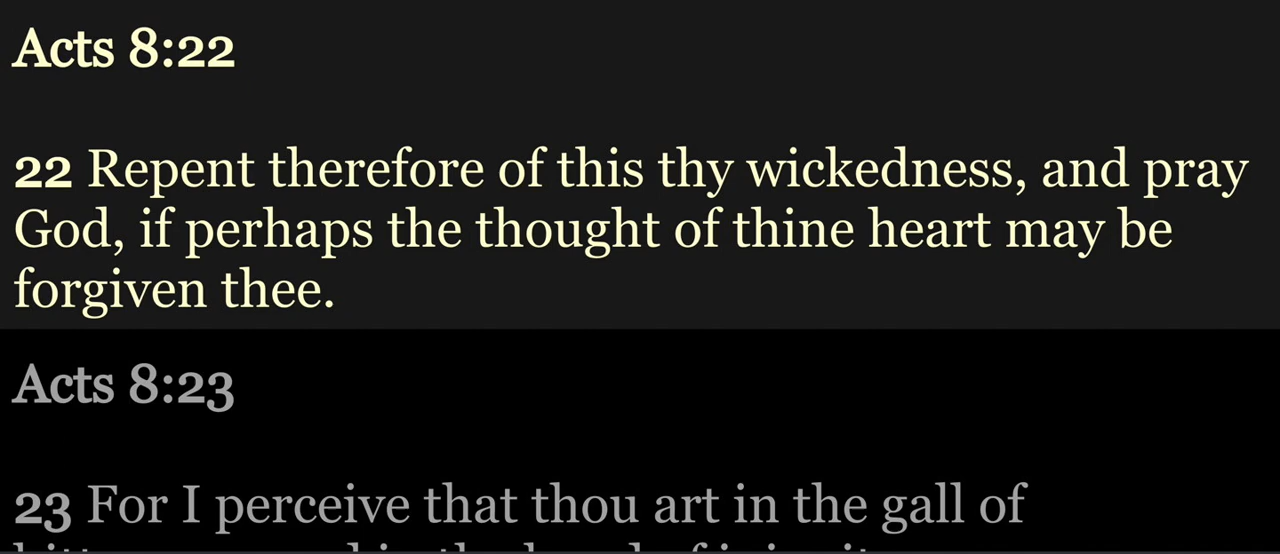 Acts 8:22
22 Repent therefore of this thy wickedness, and pray
God, if perhaps the thought of thine heart may be
forgiven thee.
Acts 8:23
23 For I perceive that thou art in the gall of